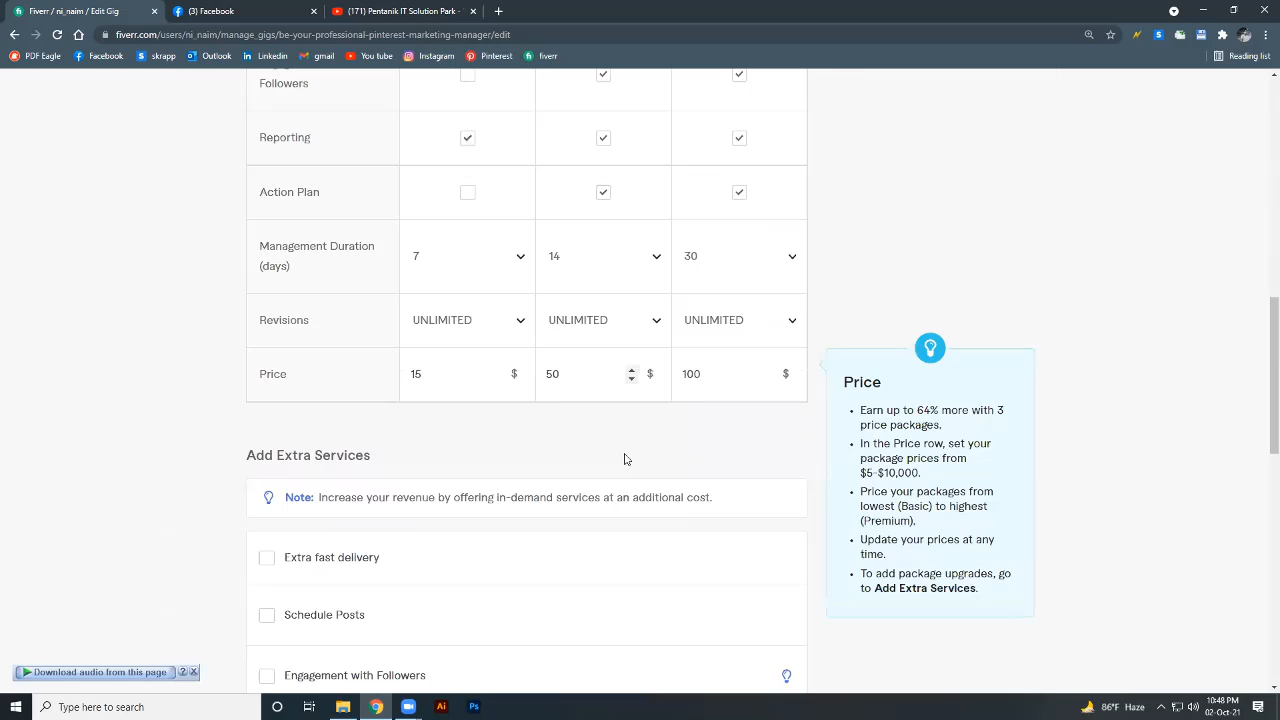 Fiverr / ni_naim / Edit Gig
(3) Facebook
(171) Pentanik IT Solution Park -
fiverr.com/users/ni_naim/manage_gigs/be-your-professional-pinterest-marketing-manager/edit
PDF Eagle
Facebook
skrapp
Outlook
Linkedin
gmail
You tube
Instagram
Pinterest
fiverr
Reading list
Followers
Reporting
Action Plan
Management Duration
(days)
7
14
30
Revisions
UNLIMITED
UNLIMITED
UNLIMITED
Price
15 $
50 $
100 $
Price
• Earn up to 64% more with 3
price packages.
• In the Price row, set your
package prices from
$5-$10,000.
• Price your packages from
lowest (Basic) to highest
(Premium).
• Update your prices at any
time.
• To add package upgrades, go
to Add Extra Services.
Add Extra Services
Note: Increase your revenue by offering in-demand services at an additional cost.
Extra fast delivery
Schedule Posts
Engagement with Followers
Download audio from this page
? X
Type here to search
Ai
Ps
86°F Haze
10:48 PM
02-Oct-21